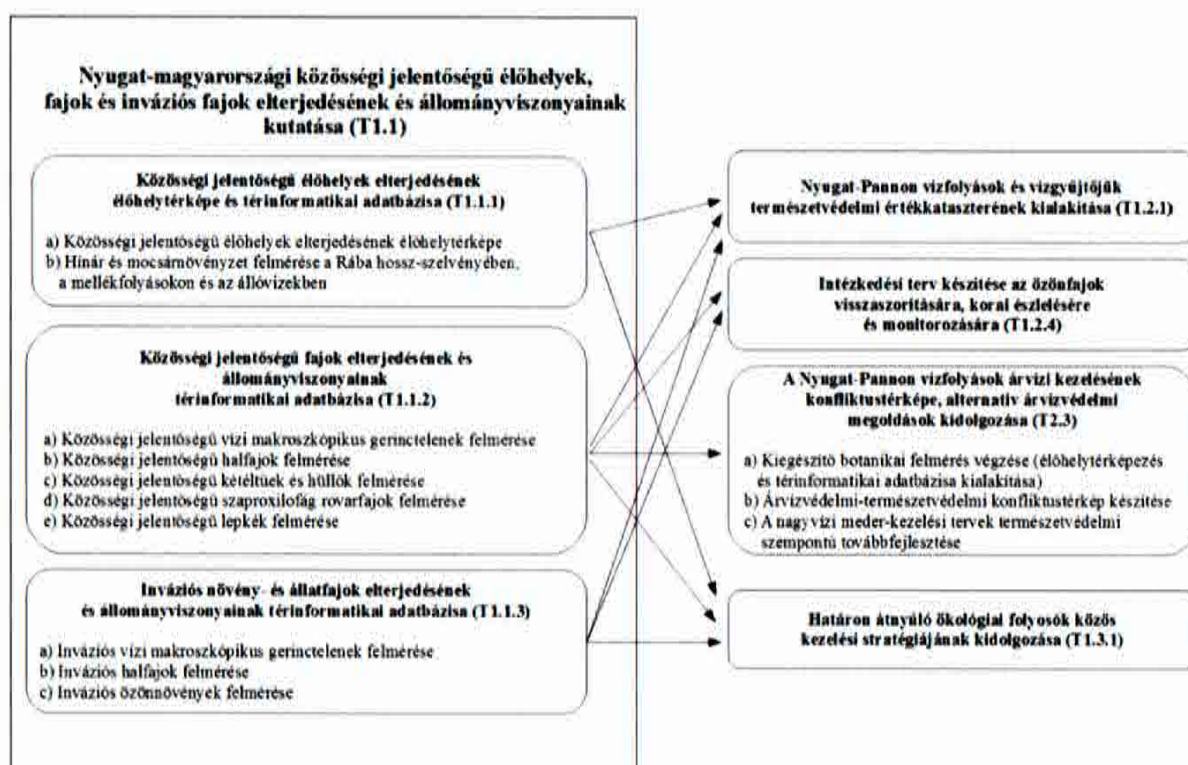 Nyugat-magyarországi közösségi jelentőségű élőhelyek,
fajok és inváziós fajok elterjedésének és állományviszonyainak
kutatása (T1.1)
Közösségi jelentőségű élőhelyek elterjedésének
élőhelytérképe és térinformatikai adatbázisa (T1.1.1)
a) Közösségi jelentőségű élőhelyek elterjedésének élőhelytérképe
b) Hínár és mocsárnövényzet felmérése a Rába hossz-szelvényében,
a mellékfolyásokon és az állóvizekben
Közösségi jelentőségű fajok elterjedésének és
állományviszonyainak
térinformatikai adatbázisa (T1.1.2)
a) Közösségi jelentőségű vízi makroszkópikus gerinctelenek felmérése
b) Közösségi jelentőségű halfajok felmérése
c) Közösségi jelentőségű kétéltűek és hüllők felmérése
d) Közösségi jelentőségű szaproxilofág rovarfajok felmérése
e) Közösségi jelentőségű lepkék felmérése
Inváziós növény- és állatfajok elterjedésének
és állományviszonyainak térinformatikai adatbázisa (T1.1.3)
a) Inváziós vízi makroszkópikus gerinctelenek felmérése
b) Inváziós halfajok felmérése
c) Inváziós özönnövények felmérése
Nyugat-Pannon vízfolyások és vízgyűjtőjük
természetvédelmi értékkataszterének kialakítása (T1.2.1)
Intézkedési terv készítése az özönfajok
visszaszorítására, korai észlelésére
és monitorozására (T1.2.4)
A Nyugat-Pannon vízfolyások árvízi kezelésének
konfliktustérképe, alternatív árvízvédelmi
megoldások kidolgozása (T2.3)
a) Kiegészítő botanikai felmérés végzése (élőhelytérképezés
és térinformatikai adatbázisa kialakítása)
b) Árvízvédelmi-természetvédelmi konfliktustérkép készítése
c) A nagyvízi meder-kezelési tervek természetvédelmi
szempontú továbbfejlesztése
Határon átnyúló ökológiai folyosók közös
kezelési stratégiájának kidolgozása (T1.3.1)